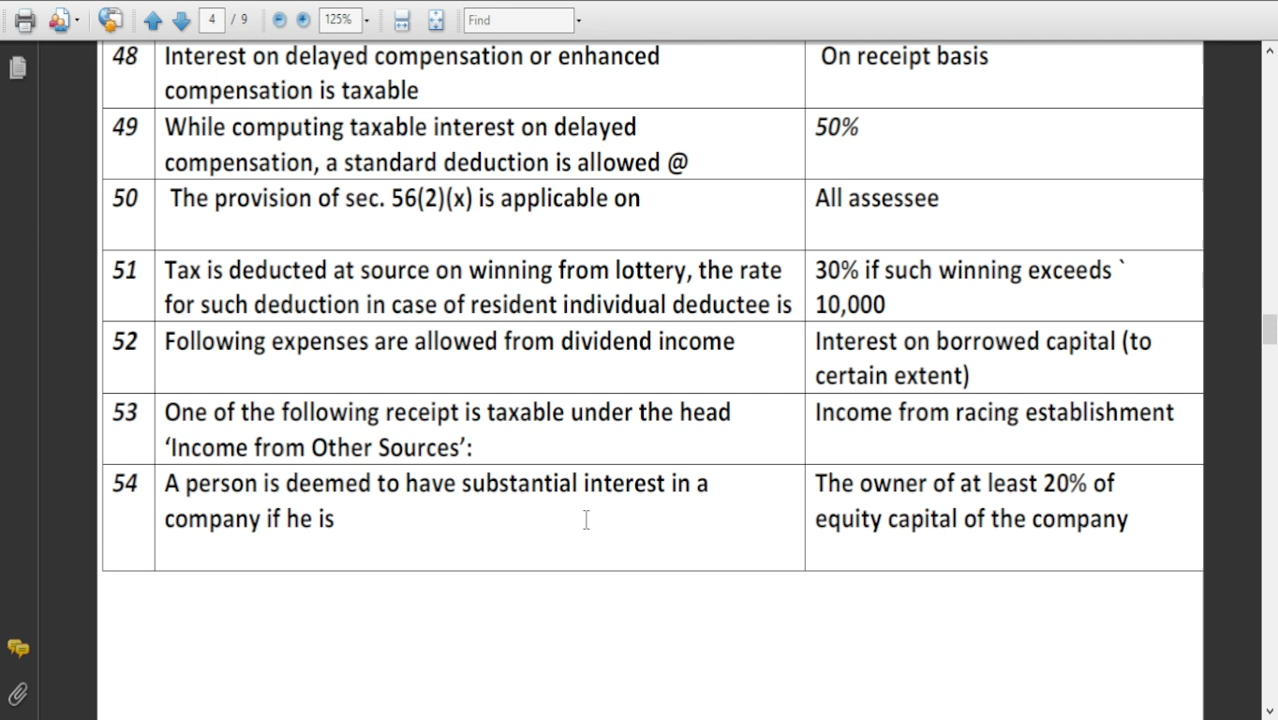 4 / 9 125% Find
48 Interest on delayed compensation or enhanced On receipt basis
compensation is taxable
49 While computing taxable interest on delayed 50%
compensation, a standard deduction is allowed @
50 The provision of sec. 56(2)(x) is applicable on All assessee
51 Tax is deducted at source on winning from lottery, the rate 30% if such winning exceeds `
for such deduction in case of resident individual deductee is 10,000
52 Following expenses are allowed from dividend income Interest on borrowed capital (to
certain extent)
53 One of the following receipt is taxable under the head Income from racing establishment
‘Income from Other Sources’:
54 A person is deemed to have substantial interest in a The owner of at least 20% of
company if he is equity capital of the company